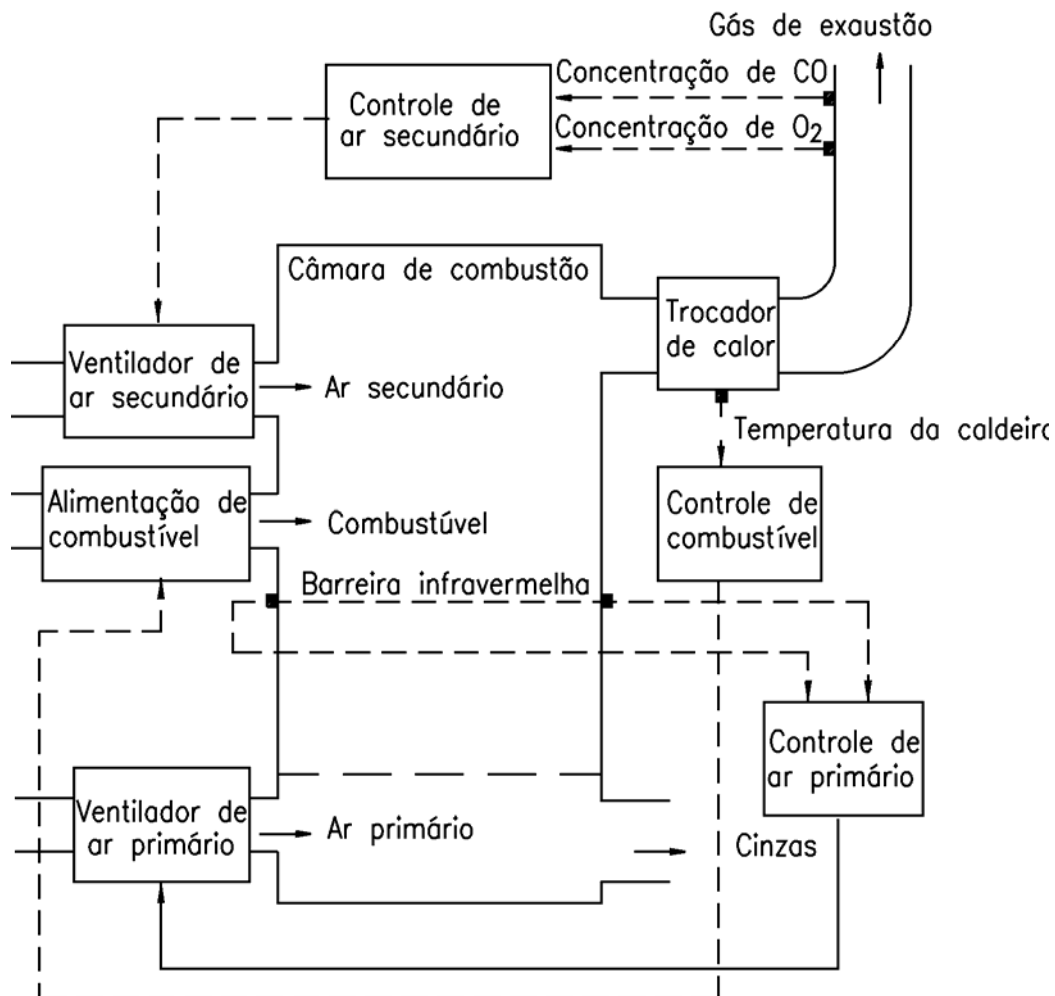 Gás de exaustão
Concentração de CO
Controle de
ar secundário
Concentração de O2
Câmara de combustão
Trocador
de calor
Ventilador de
ar secundário
Ar secundário
Temperatura da caldeira
Alimentação de
combustível
Combustúvel
Controle de
combustível
Barreira infravermelha
Controle de
ar primário
Ventilador de
ar primário
Ar primário
Cinzas